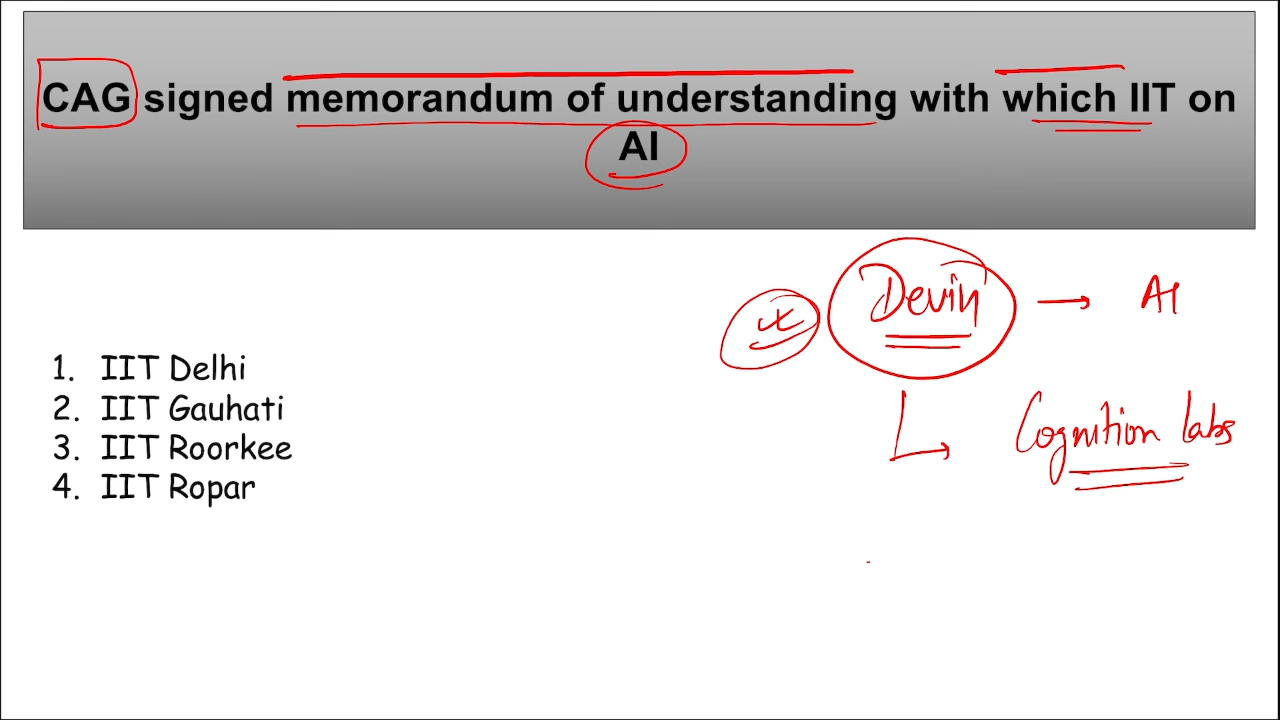 CAG signed memorandum of understanding with which IIT on
AI
Devin → AI
Cognition labs
1. IIT Delhi
2. IIT Gauhati
3. IIT Roorkee
4. IIT Ropar